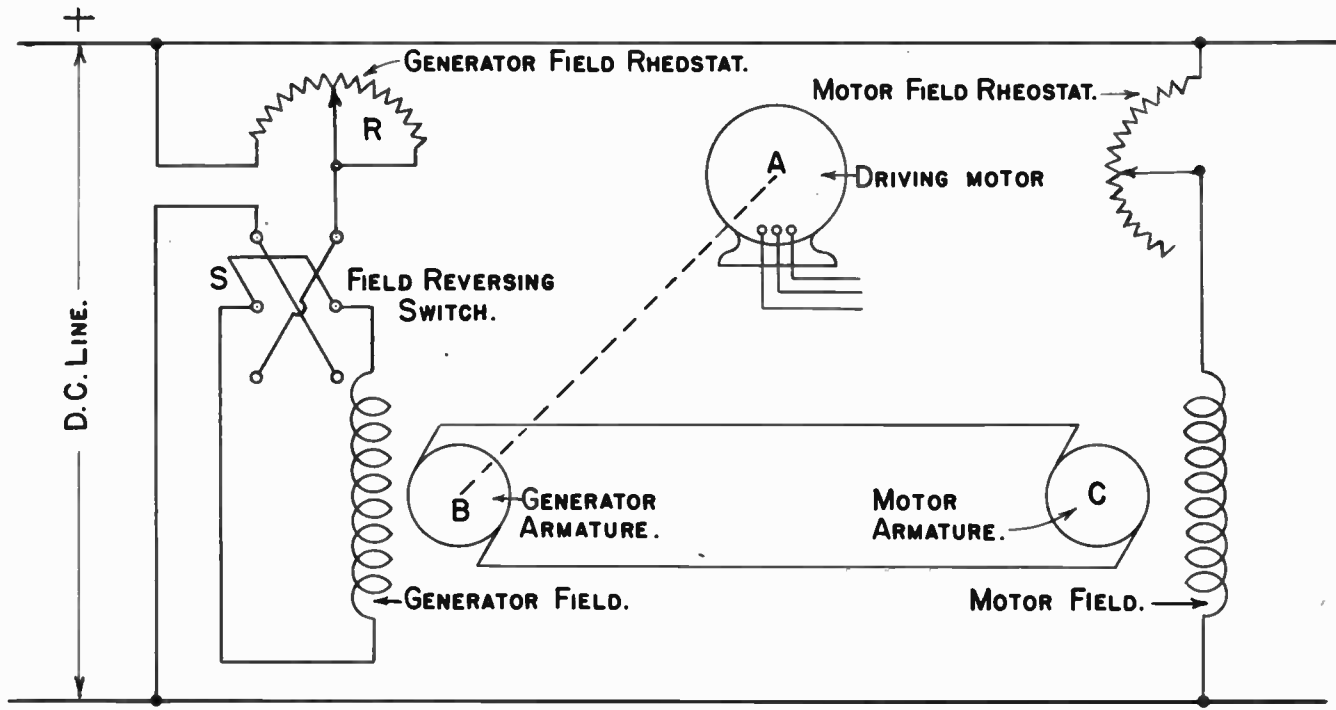 +
GENERATOR FIELD RHEDSTAT.
MOTOR FIELD RHEOSTAT.
R
A
DRIVING MOTOR
S
FIELD REVERSING
SWITCH.
D.C. LINE.
B
GENERATOR
ARMATURE.
MOTOR
ARMATURE.
C
GENERATOR FIELD.
MOTOR FIELD.